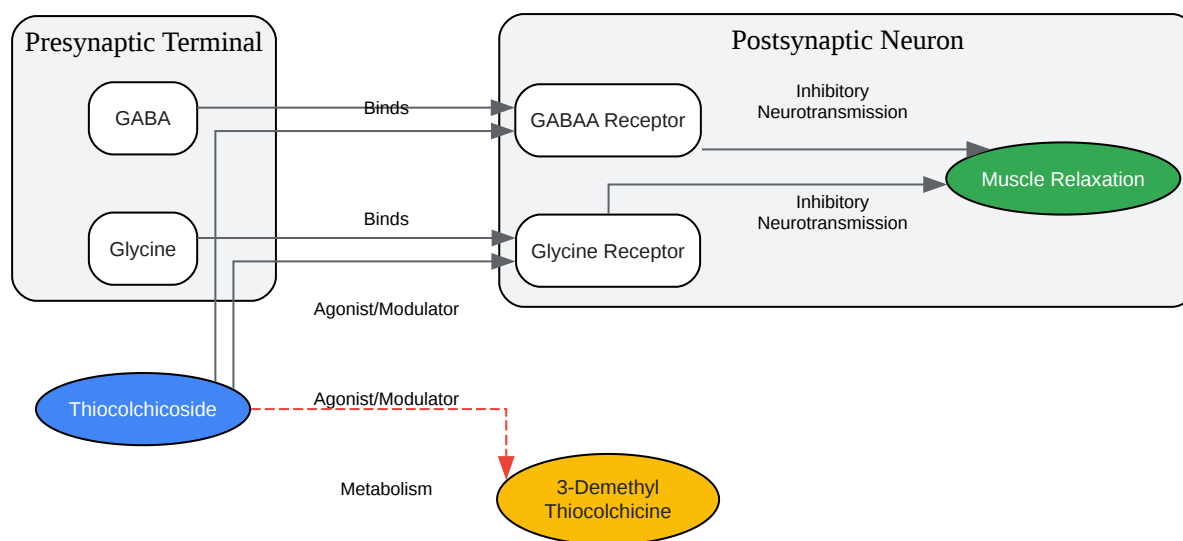 Presynaptic Terminal
Postsynaptic Neuron
GABA
Binds
GABAA Receptor
Inhibitory
Neurotransmission
Muscle Relaxation
Glycine
Binds
Glycine Receptor
Inhibitory
Neurotransmission
Agonist/Modulator
Thiocolchicoside
Agonist/Modulator
Metabolism
3-Demethyl
Thiocolchicine